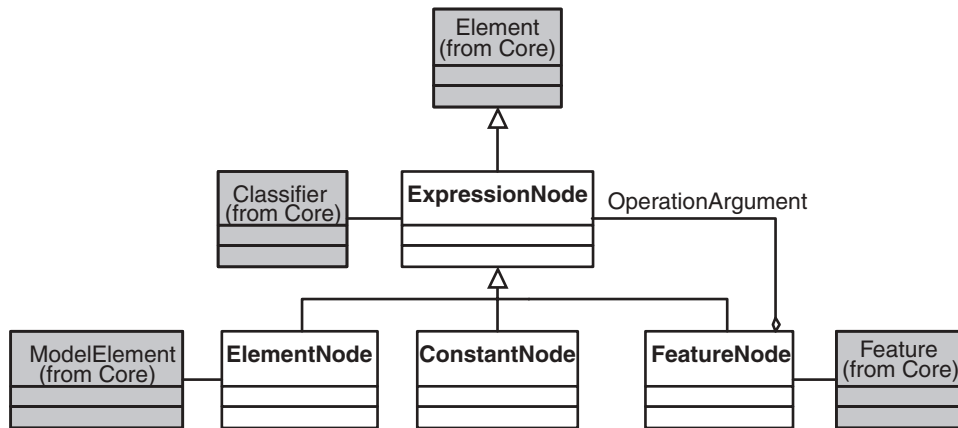 Element
(from Core)
Classifier
(from Core)
ExpressionNode
OperationArgument
ModelElement
(from Core)
ElementNode
ConstantNode
FeatureNode
Feature
(from Core)